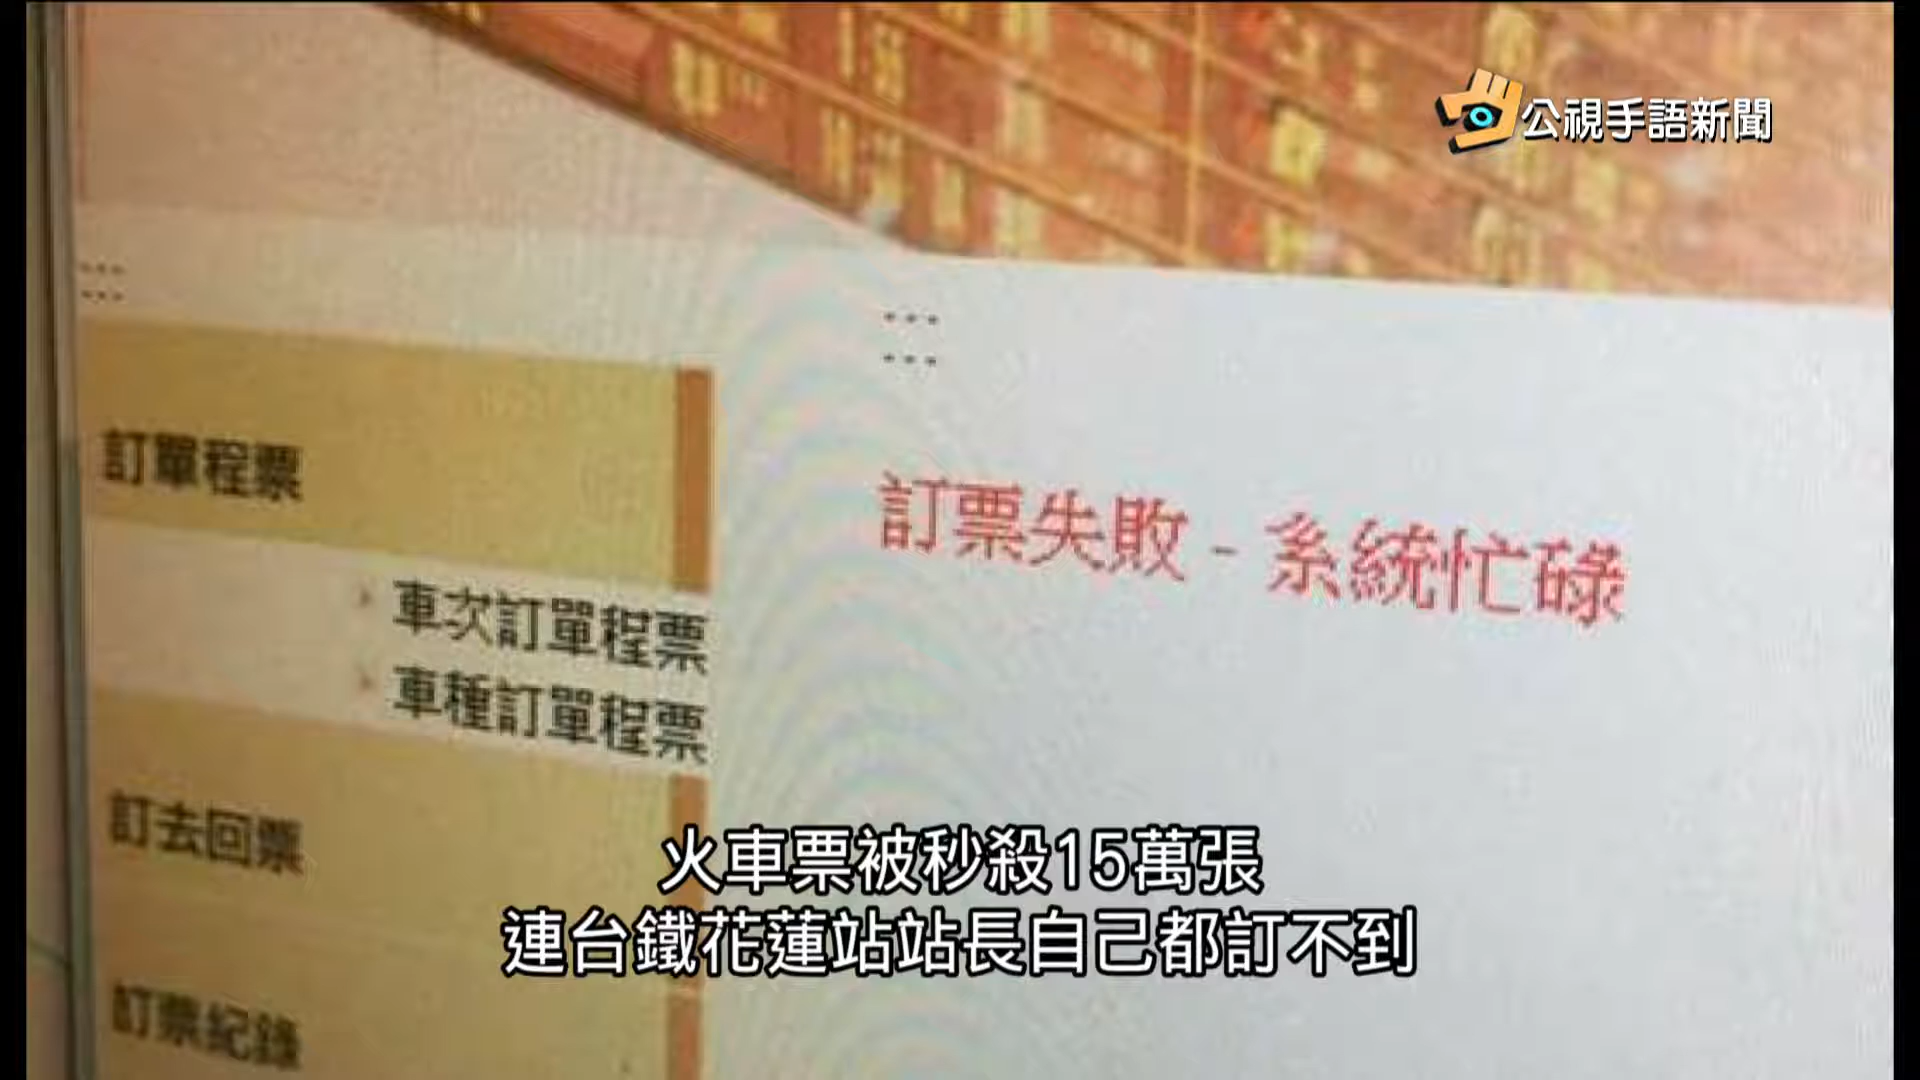 公視手語新聞
訂單程票
訂票失敗 - 系統忙碌
車次訂單程票
車種訂單程票
訂去回票
訂票紀錄
火車票被秒殺15萬張
連台鐵花蓮站站長自己都訂不到